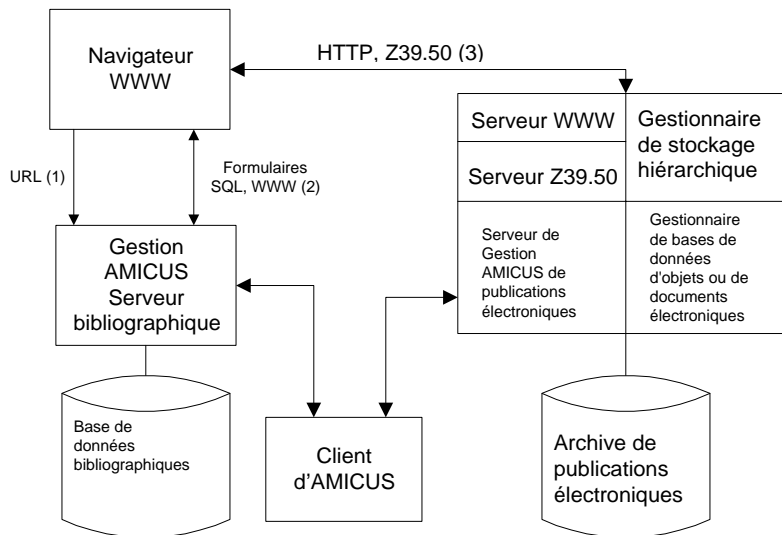 Navigateur
WWW
HTTP, Z39.50 (3)
Serveur WWW
Serveur Z39.50
Gestionnaire
de stockage
hiérarchique
URL (1)
Formulaires
SQL, WWW (2)
Gestion
AMICUS
Serveur
bibliographique
Serveur de
Gestion
AMICUS de
publications
électroniques
Gestionnaire
de bases de
données
d'objets ou de
documents
électroniques
Base de
données
bibliographiques
Client
d'AMICUS
Archive de
publications
électroniques